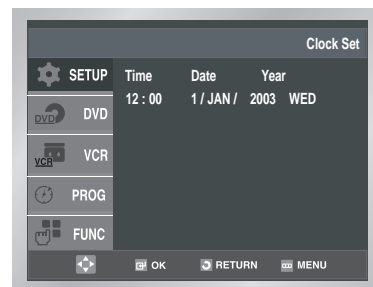 Clock Set
SETUP
Time Date Year
12 : 00 1 / JAN / 2003 WED
DVD DVD
VCR VCR
PROG
FUNC
OK RETURN MENU